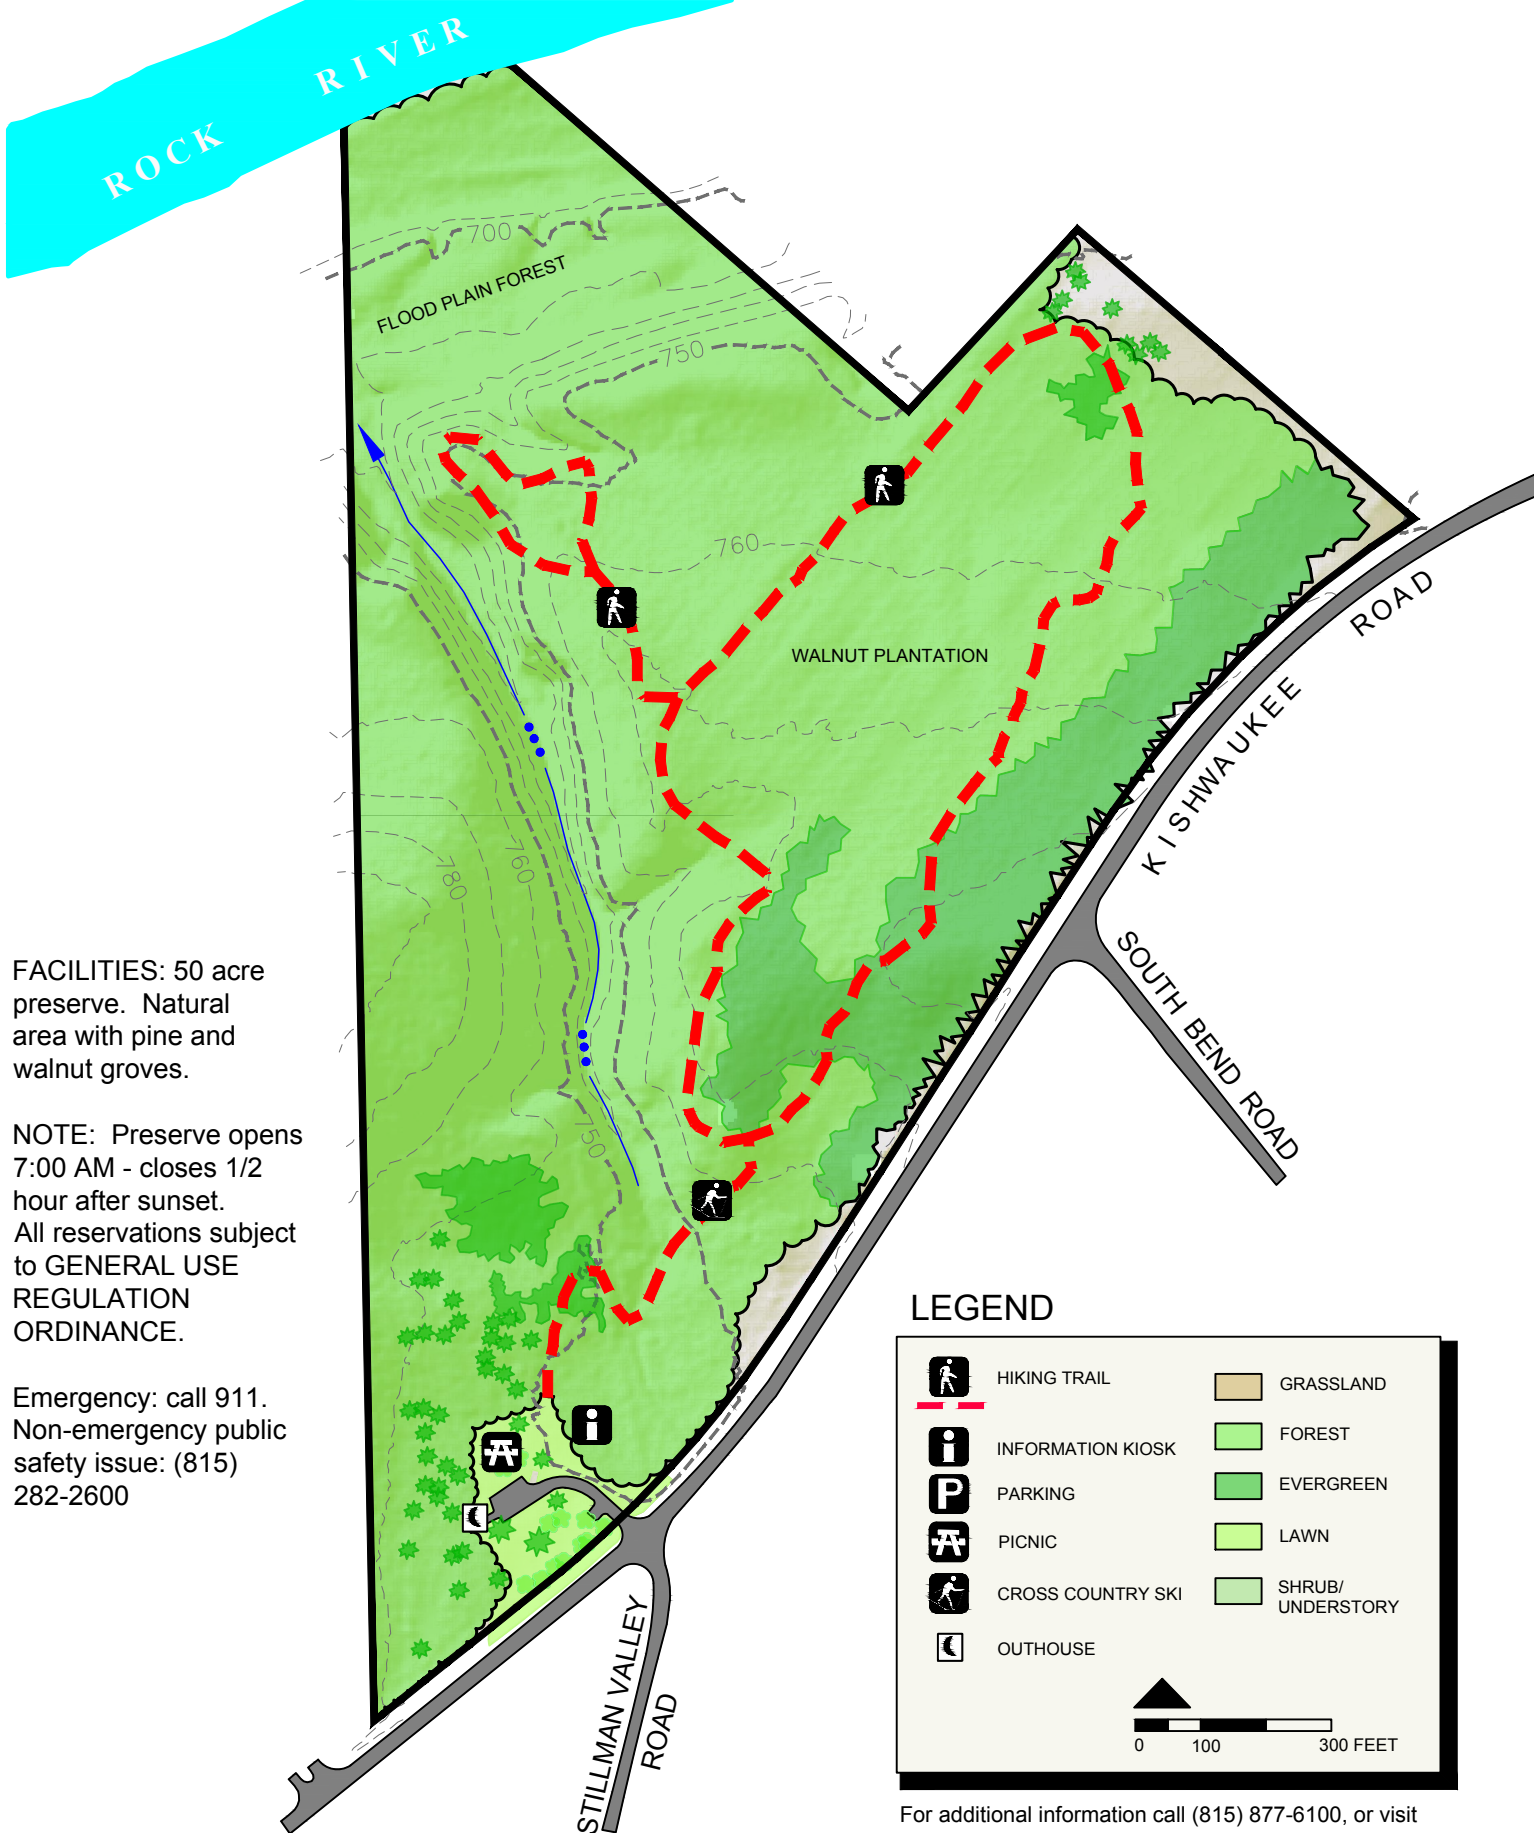 ROCK RIVER
700
FLOOD PLAIN FOREST
750
760
WALNUT PLANTATION
780
760
750
KISHWAUKEE ROAD
SOUTH BEND ROAD
STILLMAN VALLEY
ROAD
FACILITIES: 50 acre
preserve. Natural
area with pine and
walnut groves.
NOTE: Preserve opens
7:00 AM - closes 1/2
hour after sunset.
All reservations subject
to GENERAL USE
REGULATION
ORDINANCE.
Emergency: call 911.
Non-emergency public
safety issue: (815)
282-2600
LEGEND
HIKING TRAIL
INFORMATION KIOSK
P
PARKING
PICNIC
CROSS COUNTRY SKI
OUTHOUSE
GRASSLAND
FOREST
EVERGREEN
LAWN
SHRUB/
UNDERSTORY
0 100 300 FEET
For additional information call (815) 877-6100, or visit